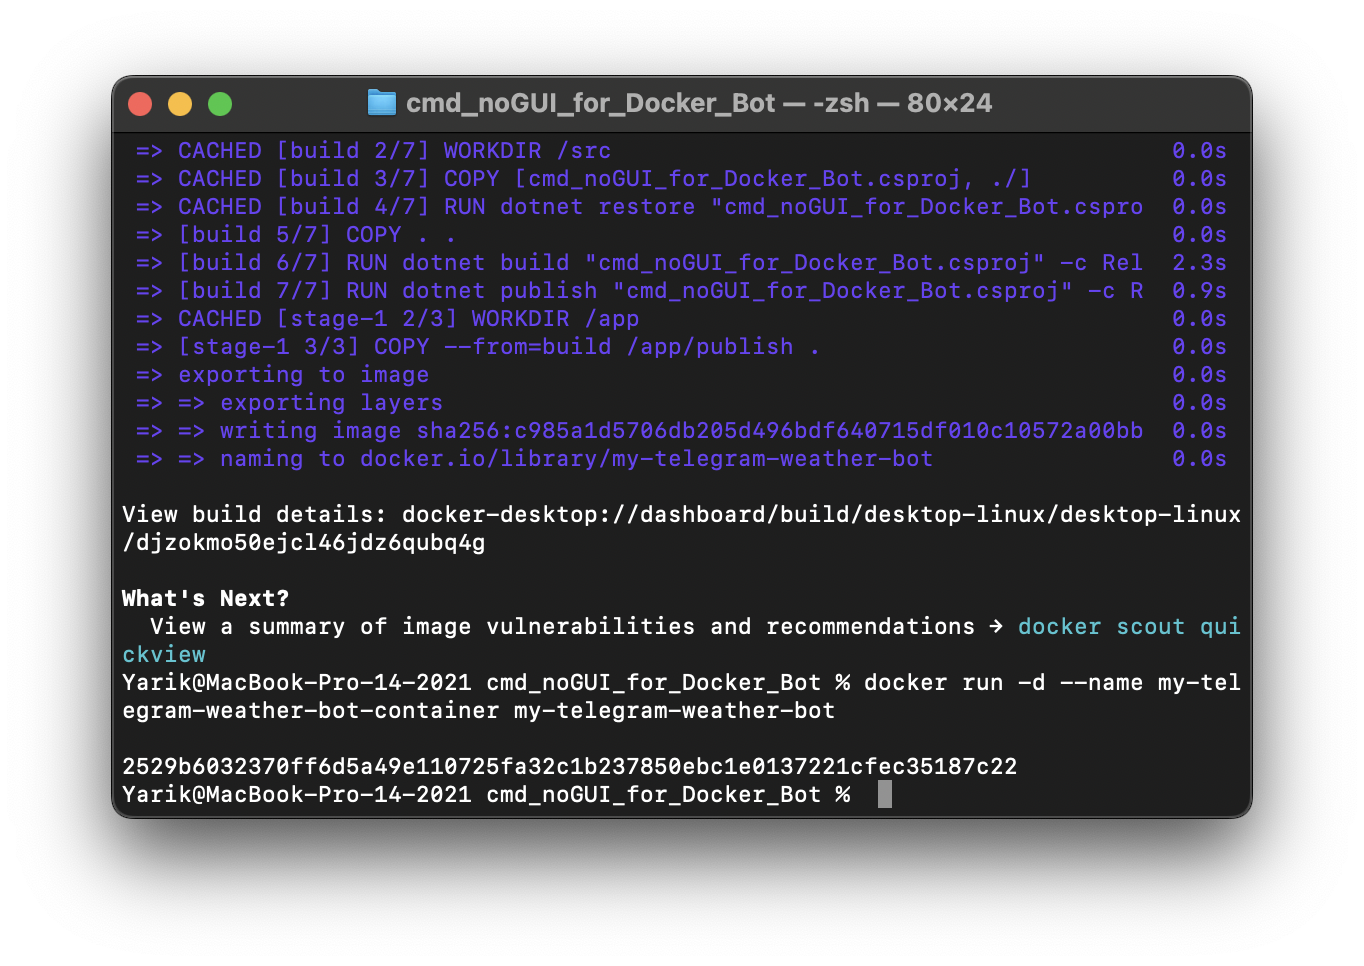 cmd_noGUI_for_Docker_Bot — -zsh — 80×24
=> CACHED [build 2/7] WORKDIR /src 0.0s
=> CACHED [build 3/7] COPY [cmd_noGUI_for_Docker_Bot.csproj, ./] 0.0s
=> CACHED [build 4/7] RUN dotnet restore "cmd_noGUI_for_Docker_Bot.cspro 0.0s
=> [build 5/7] COPY . . 0.0s
=> [build 6/7] RUN dotnet build "cmd_noGUI_for_Docker_Bot.csproj" -c Rel 2.3s
=> [build 7/7] RUN dotnet publish "cmd_noGUI_for_Docker_Bot.csproj" -c R 0.9s
=> CACHED [stage-1 2/3] WORKDIR /app 0.0s
=> [stage-1 3/3] COPY --from=build /app/publish . 0.0s
=> exporting to image 0.0s
=> => exporting layers 0.0s
=> => writing image sha256:c985a1d5706db205d496bdf640715df010c10572a00bb 0.0s
=> => naming to docker.io/library/my-telegram-weather-bot 0.0s
View build details: docker-desktop://dashboard/build/desktop-linux/desktop-linux
/djzokmo50ejcl46jdz6qubq4g
What's Next?
View a summary of image vulnerabilities and recommendations → docker scout qui
ckview
Yarik@MacBook-Pro-14-2021 cmd_noGUI_for_Docker_Bot % docker run -d --name my-tel
egram-weather-bot-container my-telegram-weather-bot
2529b6032370ff6d5a49e110725fa32c1b237850ebc1e0137221cfec35187c22
Yarik@MacBook-Pro-14-2021 cmd_noGUI_for_Docker_Bot %